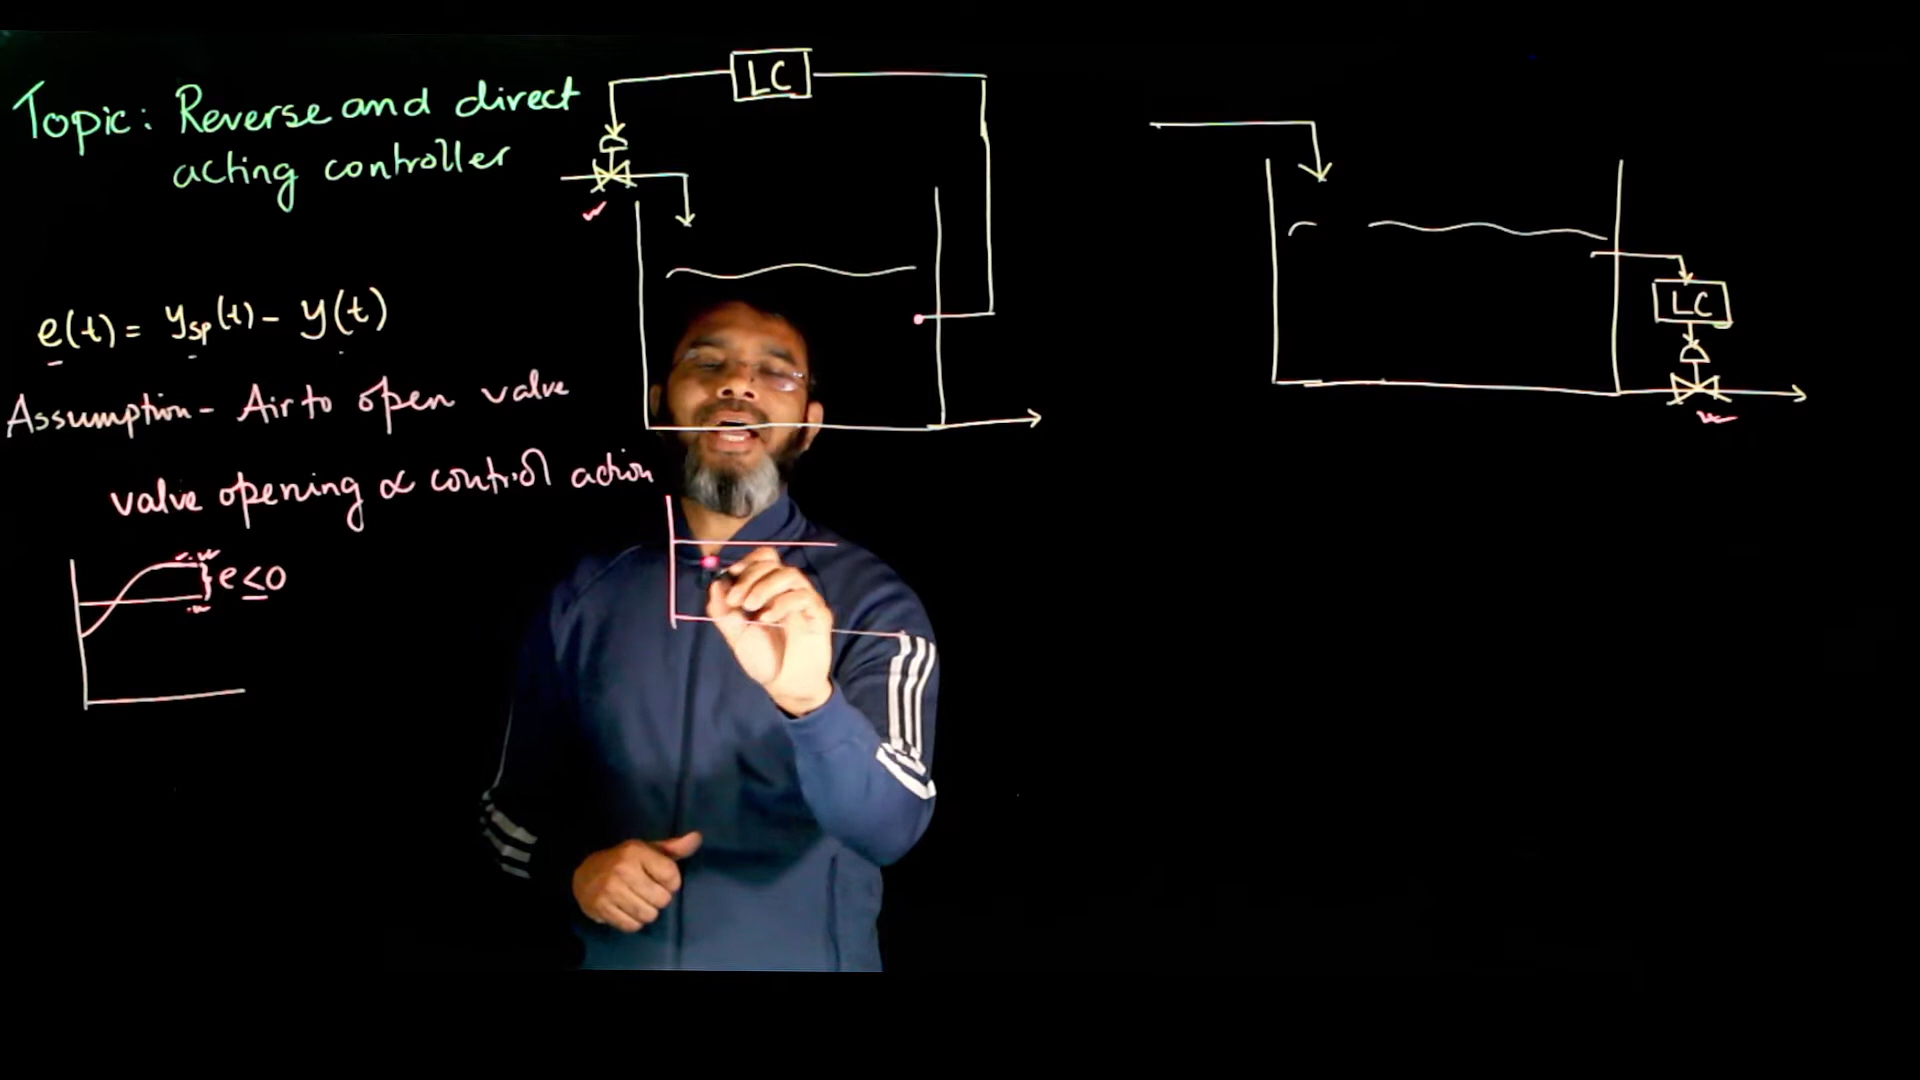 Topic: Reverse and direct
acting controller
LC
e(t) = ysp(t) - y(t)
Assumption - Air to open valve
valve opening ∝ control action
e ≤ 0
LC